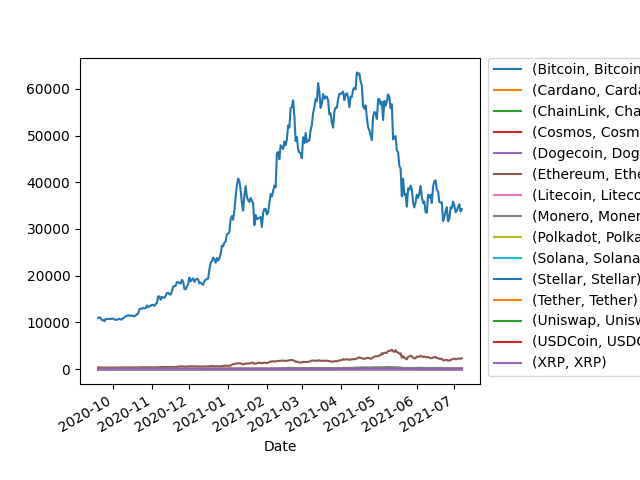 60000
50000
40000
30000
20000
10000
0
2020-10
2020-11
2020-12
2021-01
2021-02
2021-03
2021-04
2021-05
2021-06
2021-07
Date
(Bitcoin, Bitcoin
(Cardano, Carda
(ChainLink, Cha
(Cosmos, Cosm
(Dogecoin, Dog
(Ethereum, Ethe
(Litecoin, Liteco
(Monero, Moner
(Polkadot, Polka
(Solana, Solana
(Stellar, Stellar)
(Tether, Tether)
(Uniswap, Unisw
(USDCoin, USDC
(XRP, XRP)